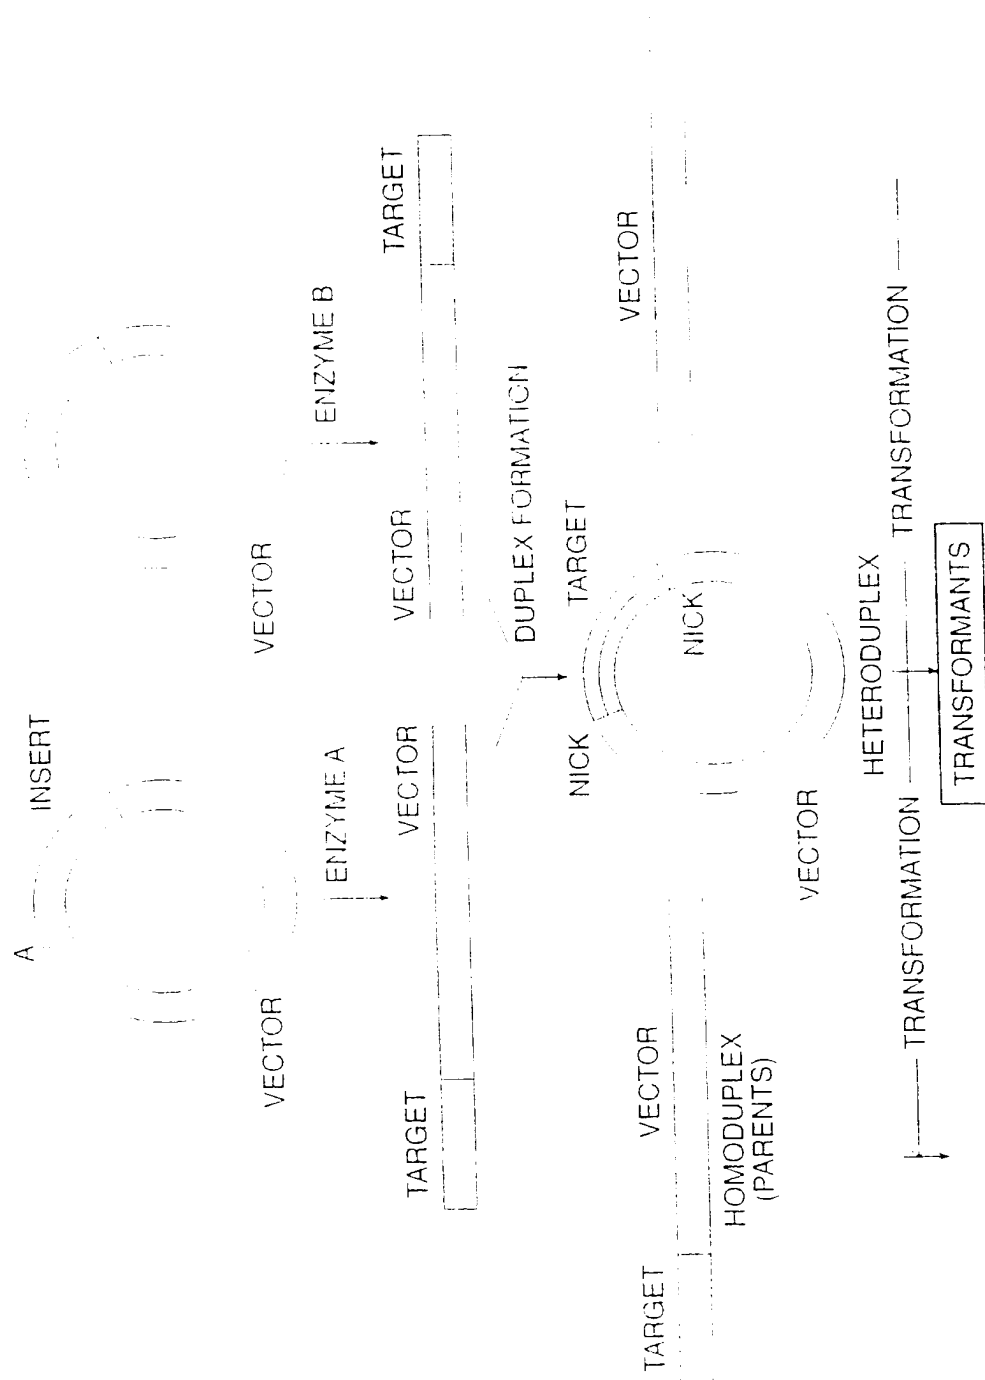 A
INSERT
VECTOR
VECTOR
ENZYME A
ENZYME B
TARGET
VECTOR
VECTOR
TARGET
DUPLEX FORMATION
NICK
TARGET
NICK
TARGET
VECTOR
VECTOR
HOMODUPLEX
(PARENTS)
VECTOR
HETERODUPLEX
TRANSFORMATION
TRANSFORMATION
TRANSFORMANTS